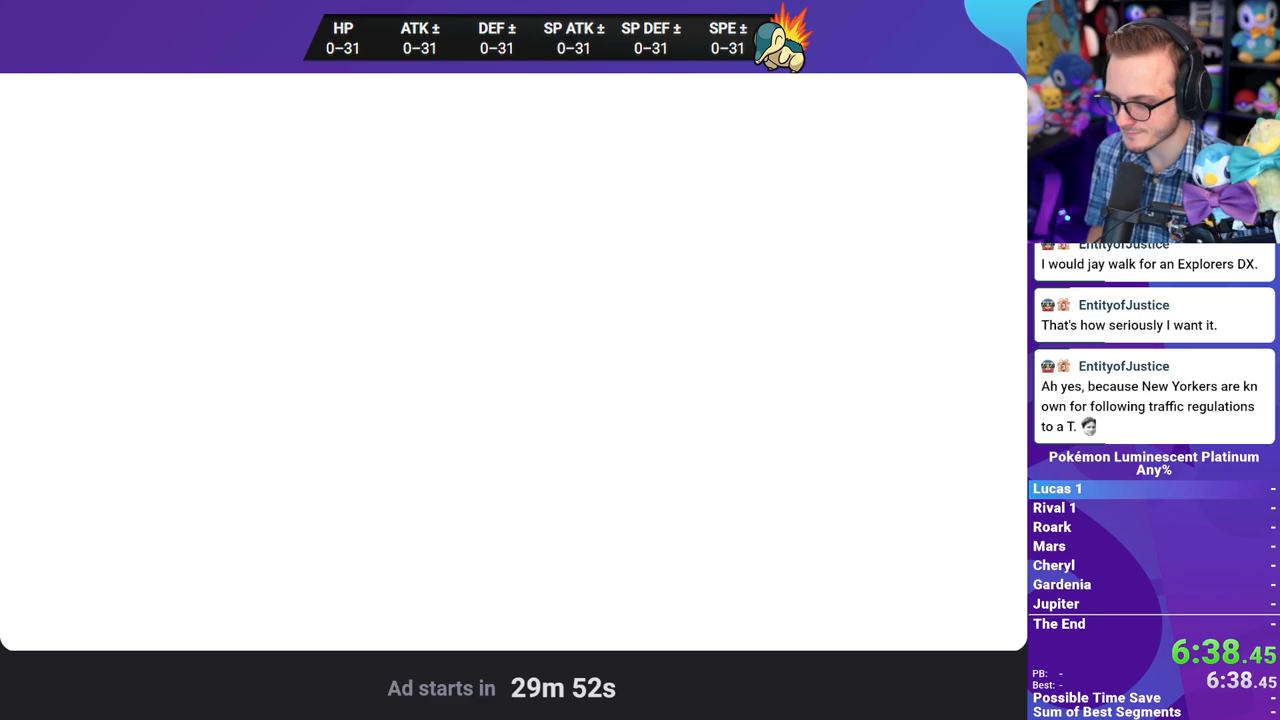 HP ATK ± DEF ± SP ATK ± SP DEF ± SPE ±
0–31 0–31 0–31 0–31 0–31 0–31
EntityofJustice
I would jay walk for an Explorers DX.
EntityofJustice
That's how seriously I want it.
EntityofJustice
Ah yes, because New Yorkers are kn
own for following traffic regulations
to a T.
Pokémon Luminescent Platinum
Any%
Lucas 1 -
Rival 1 -
Roark -
Mars -
Cheryl -
Gardenia -
Jupiter -
The End -
6:38.45
PB: -
Best: -
6:38.45
Possible Time Save -
Sum of Best Segments -
Ad starts in 29m 52s